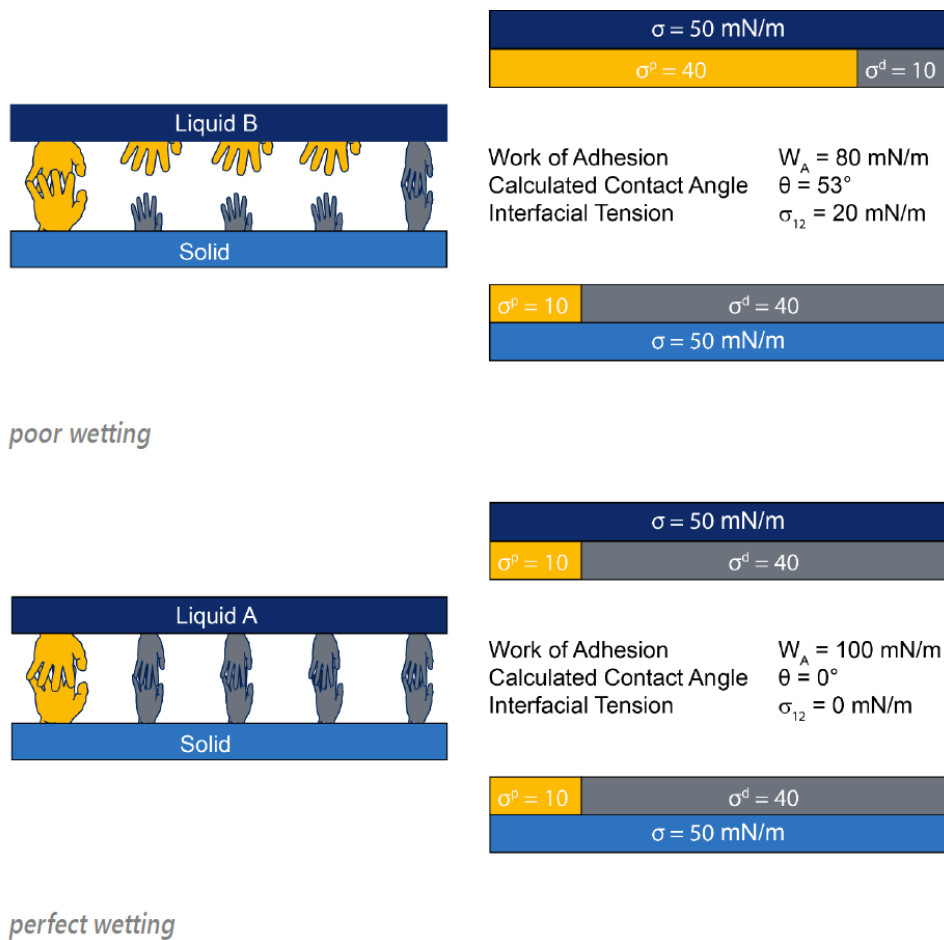 σ = 50 mN/m
σᵖ = 40 σᵈ = 10
Liquid B
Solid
Work of Adhesion W_A = 80 mN/m
Calculated Contact Angle θ = 53°
Interfacial Tension σ₁₂ = 20 mN/m
σᵖ = 10 σᵈ = 40
σ = 50 mN/m
poor wetting
σ = 50 mN/m
σᵖ = 10 σᵈ = 40
Liquid A
Solid
Work of Adhesion W_A = 100 mN/m
Calculated Contact Angle θ = 0°
Interfacial Tension σ₁₂ = 0 mN/m
σᵖ = 10 σᵈ = 40
σ = 50 mN/m
perfect wetting